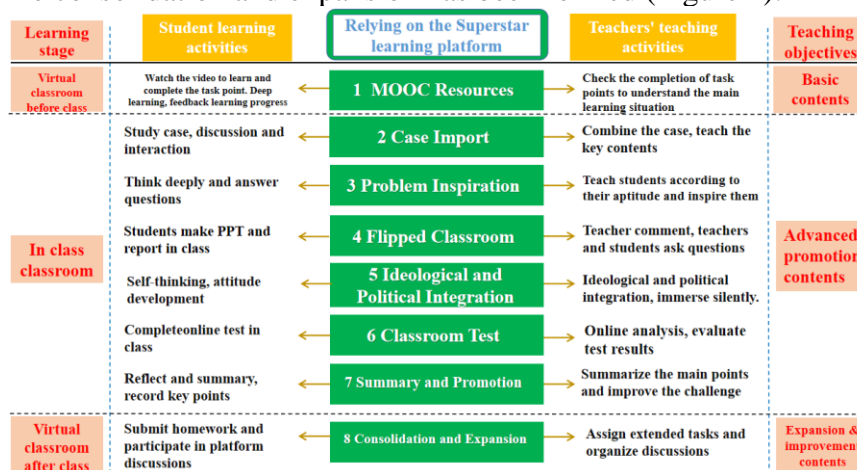 Learning
stage
Student learning
activities
Relying on the Superstar
learning platform
Teachers' teaching
activities
Teaching
objectives
Virtual
classroom
before class
Watch the video to learn and
complete the task point. Deep
learning, feedback learning progress
1 MOOC Resources
Check the completion of task
points to understand the main
learning situation
Basic
contents
Study case, discussion and
interaction
2 Case Import
Combine the case, teach the
key contents
Think deeply and answer
questions
3 Problem Inspiration
Teach students according to
their aptitude and inspire them
In class
classroom
Students make PPT and
report in class
4 Flipped Classroom
Teacher comment, teachers
and students ask questions
Advanced
promotion
contents
Self-thinking, attitude
development
5 Ideological and
Political Integration
Ideological and political
integration, immerse silently.
Completeonline test in
class
6 Classroom Test
Online analysis, evaluate
test results
Reflect and summary,
record key points
7 Summary and Promotion
Summarize the main points
and improve the challenge
Virtual
classroom
after class
Submit homework and
participate in platform
discussions
8 Consolidation and Expansion
Assign extended tasks and
organize discussions
Expansion &
improvement
contents